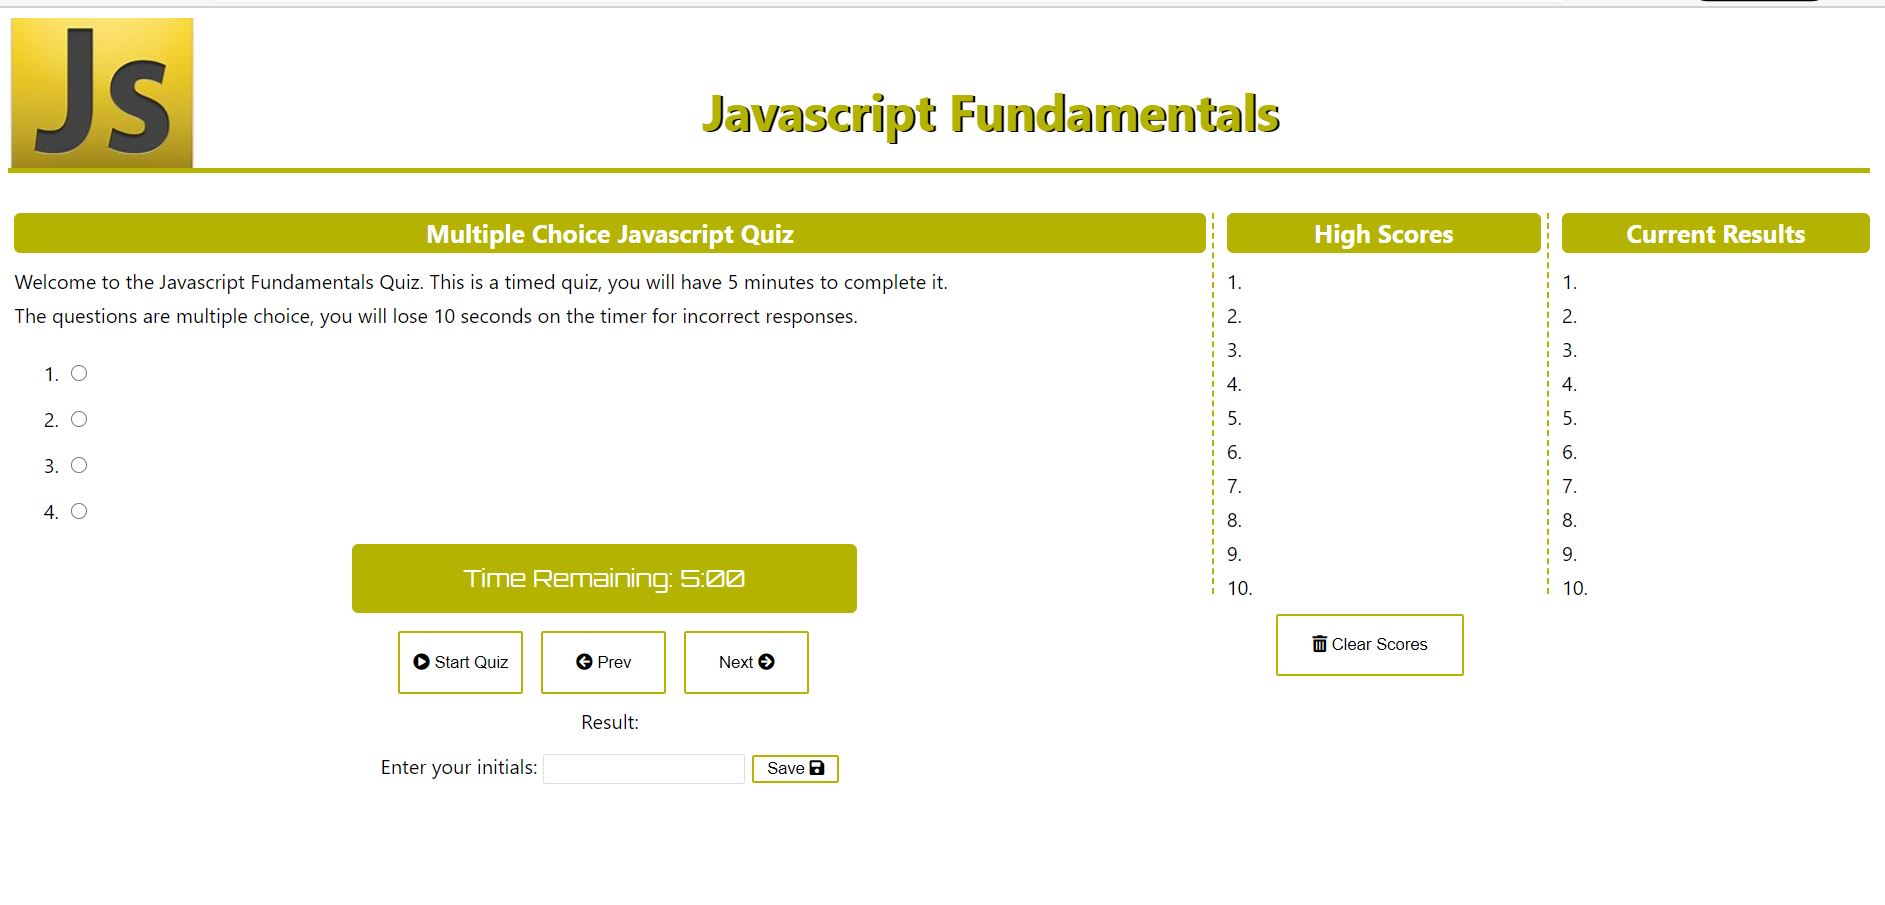 Js
Javascript Fundamentals
Multiple Choice Javascript Quiz
Welcome to the Javascript Fundamentals Quiz. This is a timed quiz, you will have 5 minutes to complete it.
The questions are multiple choice, you will lose 10 seconds on the timer for incorrect responses.
1.
2.
3.
4.
Time Remaining: 5:00
Start Quiz
Prev
Next
Result:
Enter your initials:
Save
High Scores
1.
2.
3.
4.
5.
6.
7.
8.
9.
10.
Clear Scores
Current Results
1.
2.
3.
4.
5.
6.
7.
8.
9.
10.